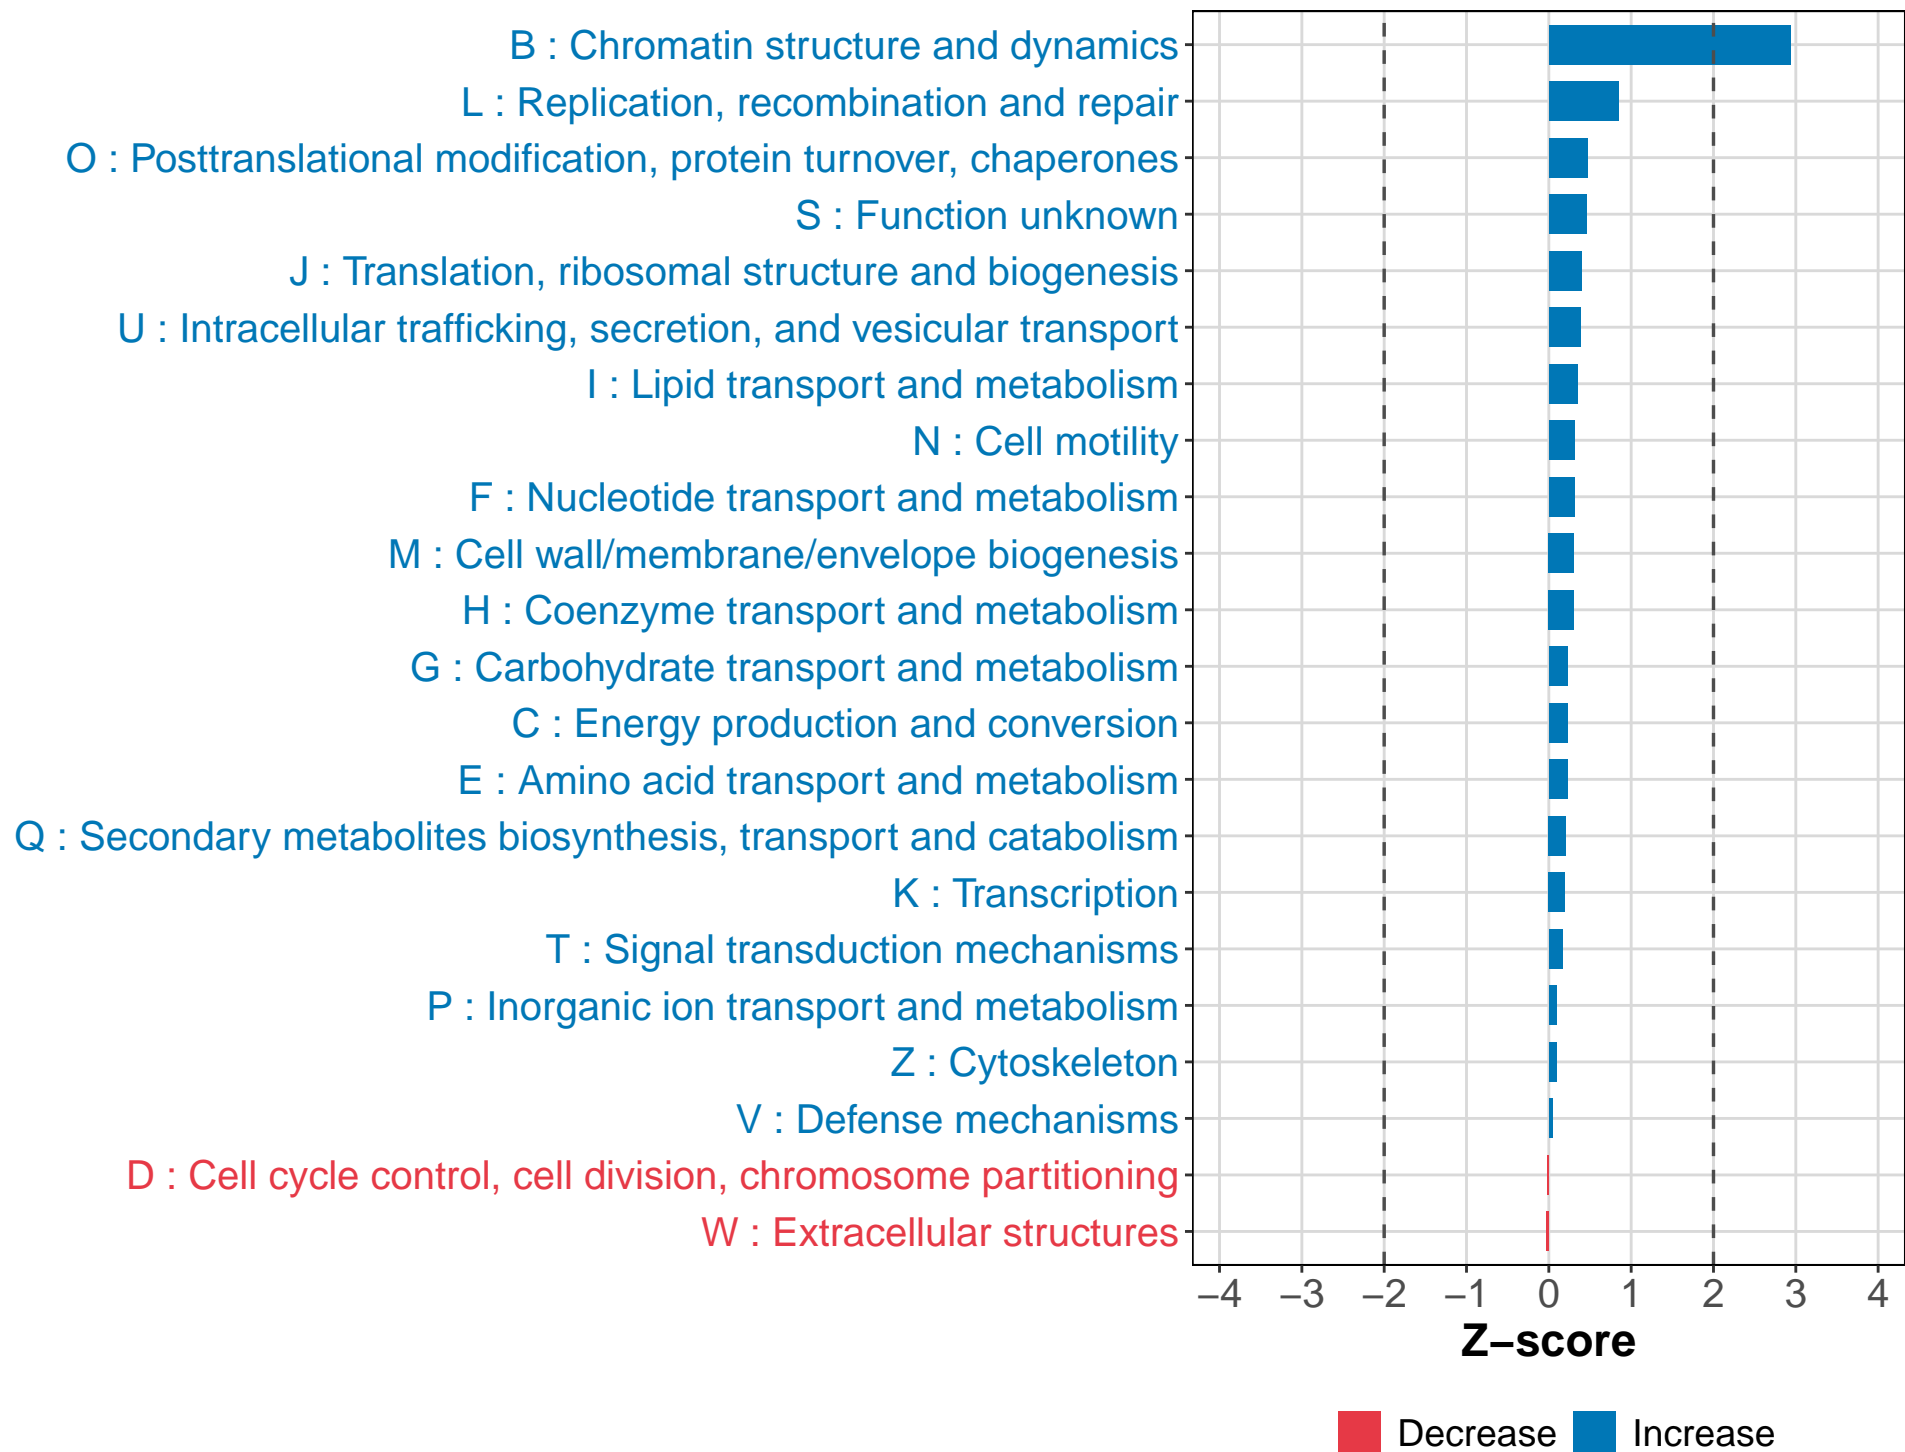 B : Chromatin structure and dynamics
L : Replication, recombination and repair
O : Posttranslational modification, protein turnover, chaperones
S : Function unknown
J : Translation, ribosomal structure and biogenesis
U : Intracellular trafficking, secretion, and vesicular transport
I : Lipid transport and metabolism
N : Cell motility
F : Nucleotide transport and metabolism
M : Cell wall/membrane/envelope biogenesis
H : Coenzyme transport and metabolism
G : Carbohydrate transport and metabolism
C : Energy production and conversion
E : Amino acid transport and metabolism
Q : Secondary metabolites biosynthesis, transport and catabolism
K : Transcription
T : Signal transduction mechanisms
P : Inorganic ion transport and metabolism
Z : Cytoskeleton
V : Defense mechanisms
D : Cell cycle control, cell division, chromosome partitioning
W : Extracellular structures
−4 −3 −2 −1 0 1 2 3 4
Z−score
Decrease Increase